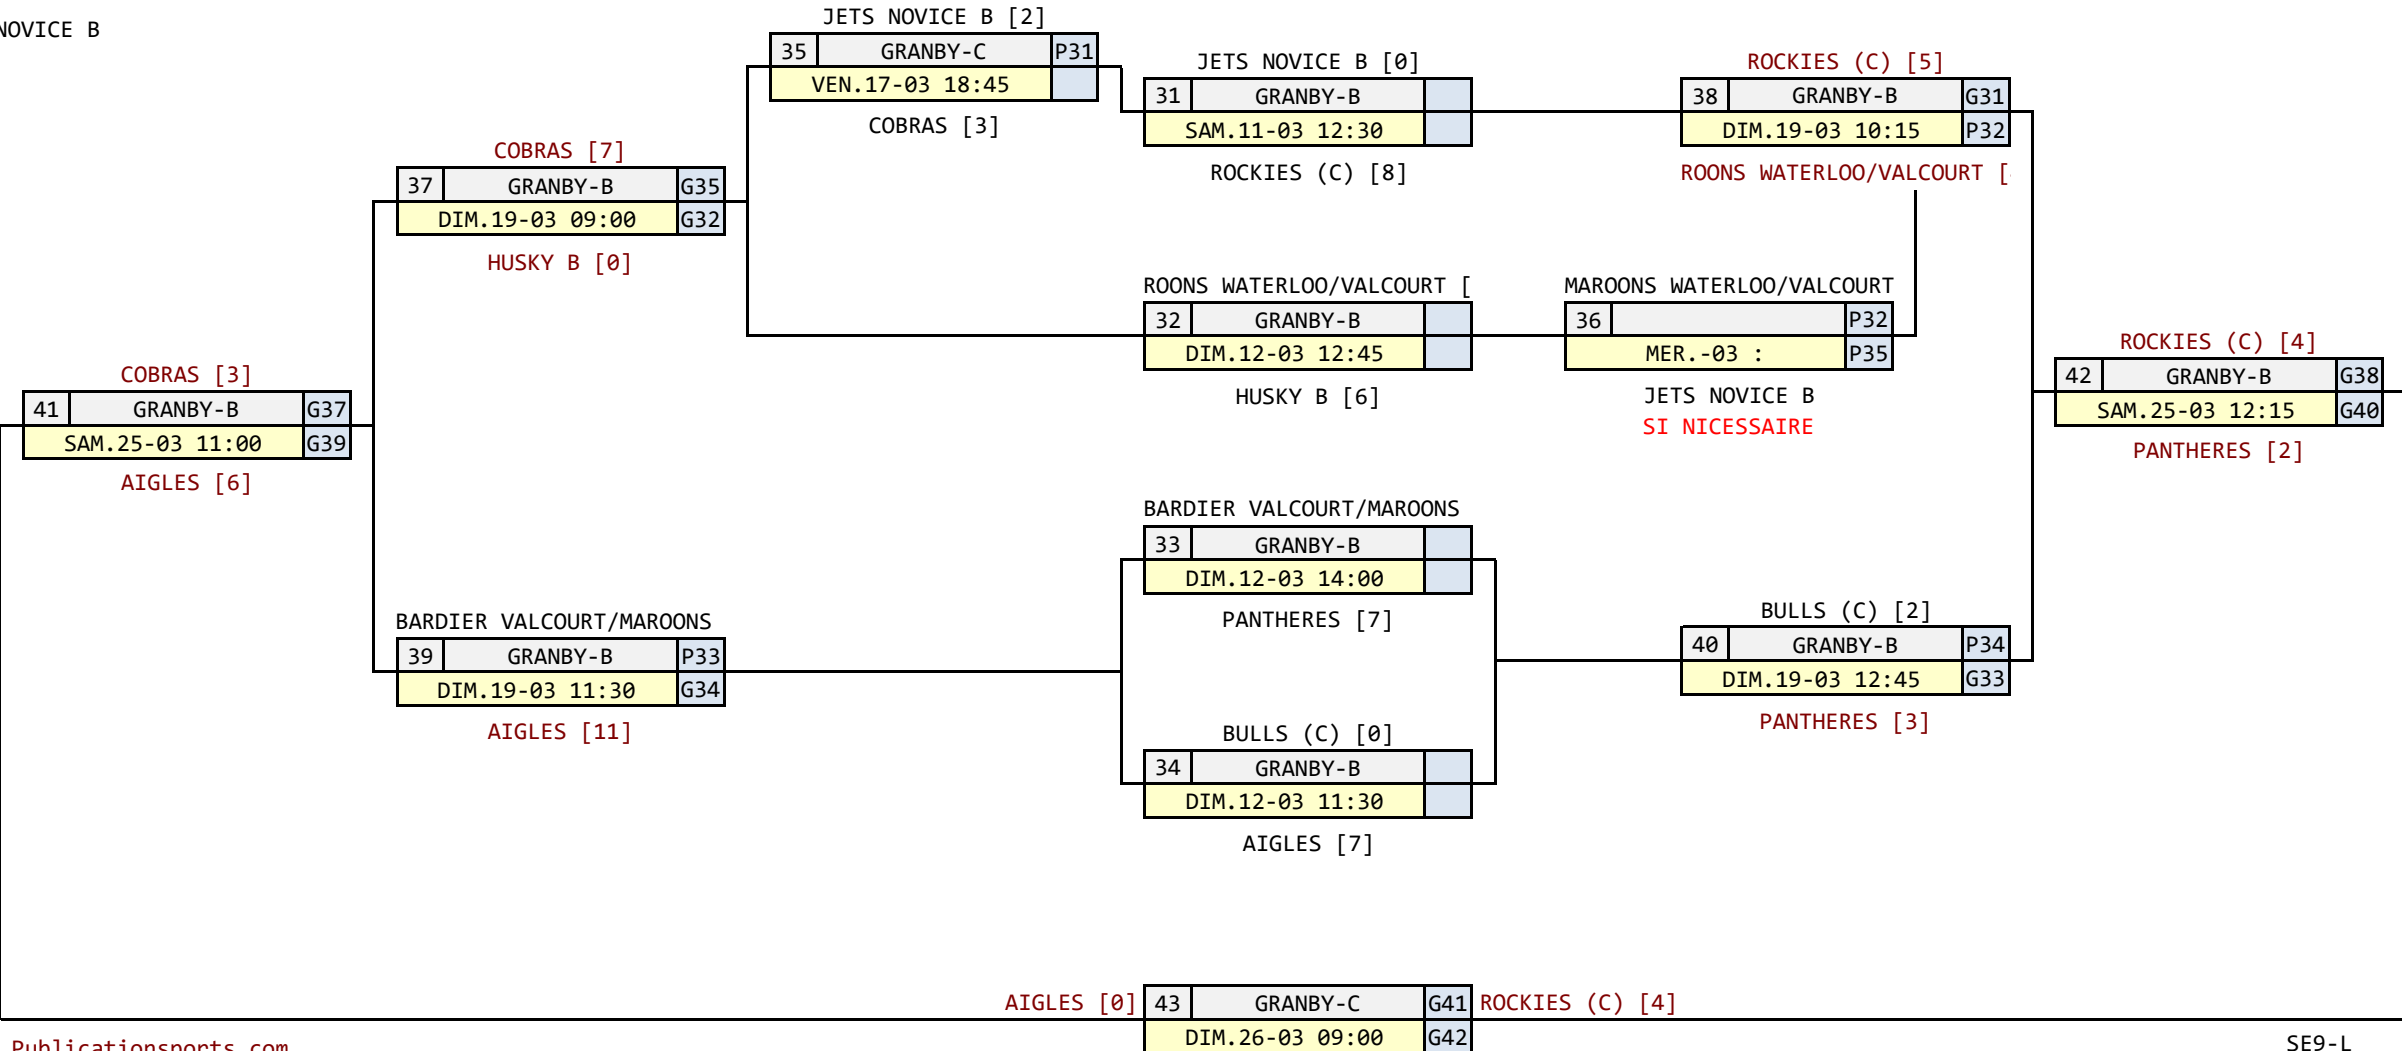 NOVICE B
JETS NOVICE B [2]
35 GRANBY-C P31
VEN.17-03 18:45
COBRAS [3]
JETS NOVICE B [0]
31 GRANBY-B
SAM.11-03 12:30
ROCKIES (C) [8]
ROCKIES (C) [5]
38 GRANBY-B G31
DIM.19-03 10:15 P32
ROONS WATERLOO/VALCOURT [
COBRAS [7]
37 GRANBY-B G35
DIM.19-03 09:00 G32
HUSKY B [0]
ROONS WATERLOO/VALCOURT [
32 GRANBY-B
DIM.12-03 12:45
HUSKY B [6]
MAROONS WATERLOO/VALCOURT
36 P32
MER.-03 : P35
JETS NOVICE B
SI NICESSAIRE
ROCKIES (C) [4]
42 GRANBY-B G38
SAM.25-03 12:15 G40
PANTHERES [2]
COBRAS [3]
41 GRANBY-B G37
SAM.25-03 11:00 G39
AIGLES [6]
BARDIER VALCOURT/MAROONS
33 GRANBY-B
DIM.12-03 14:00
PANTHERES [7]
BARDIER VALCOURT/MAROONS
39 GRANBY-B P33
DIM.19-03 11:30 G34
AIGLES [11]
BULLS (C) [2]
40 GRANBY-B P34
DIM.19-03 12:45 G33
PANTHERES [3]
BULLS (C) [0]
34 GRANBY-B
DIM.12-03 11:30
AIGLES [7]
AIGLES [0] 43 GRANBY-C G41 ROCKIES (C) [4]
DIM.26-03 09:00 G42
Publicationsports.com
SE9-L